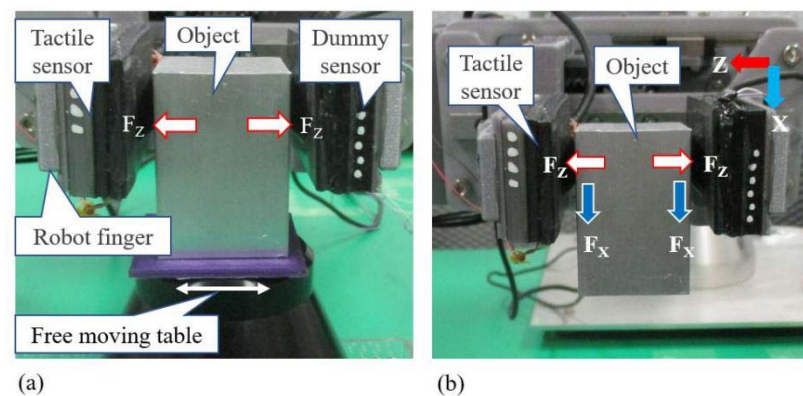 Tactile
sensor
Object
Dummy
sensor
F_Z
F_Z
Robot finger
Free moving table
(a)
Tactile
sensor
Object
Z
X
F_Z
F_Z
F_X
F_X
(b)